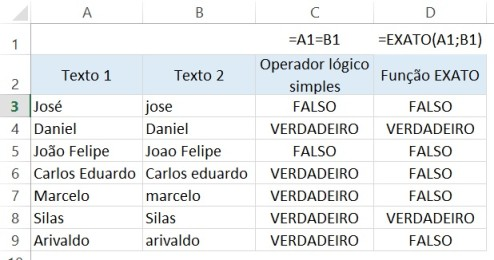 A B C D
1 =A1=B1 =EXATO(A1;B1)
2 Texto 1 Texto 2 Operador lógico simples Função EXATO
3 José jose FALSO FALSO
4 Daniel Daniel VERDADEIRO VERDADEIRO
5 João Felipe Joao Felipe FALSO FALSO
6 Carlos Eduardo Carlos eduardo VERDADEIRO FALSO
7 Marcelo marcelo VERDADEIRO FALSO
8 Silas Silas VERDADEIRO VERDADEIRO
9 Arivaldo arivaldo VERDADEIRO FALSO